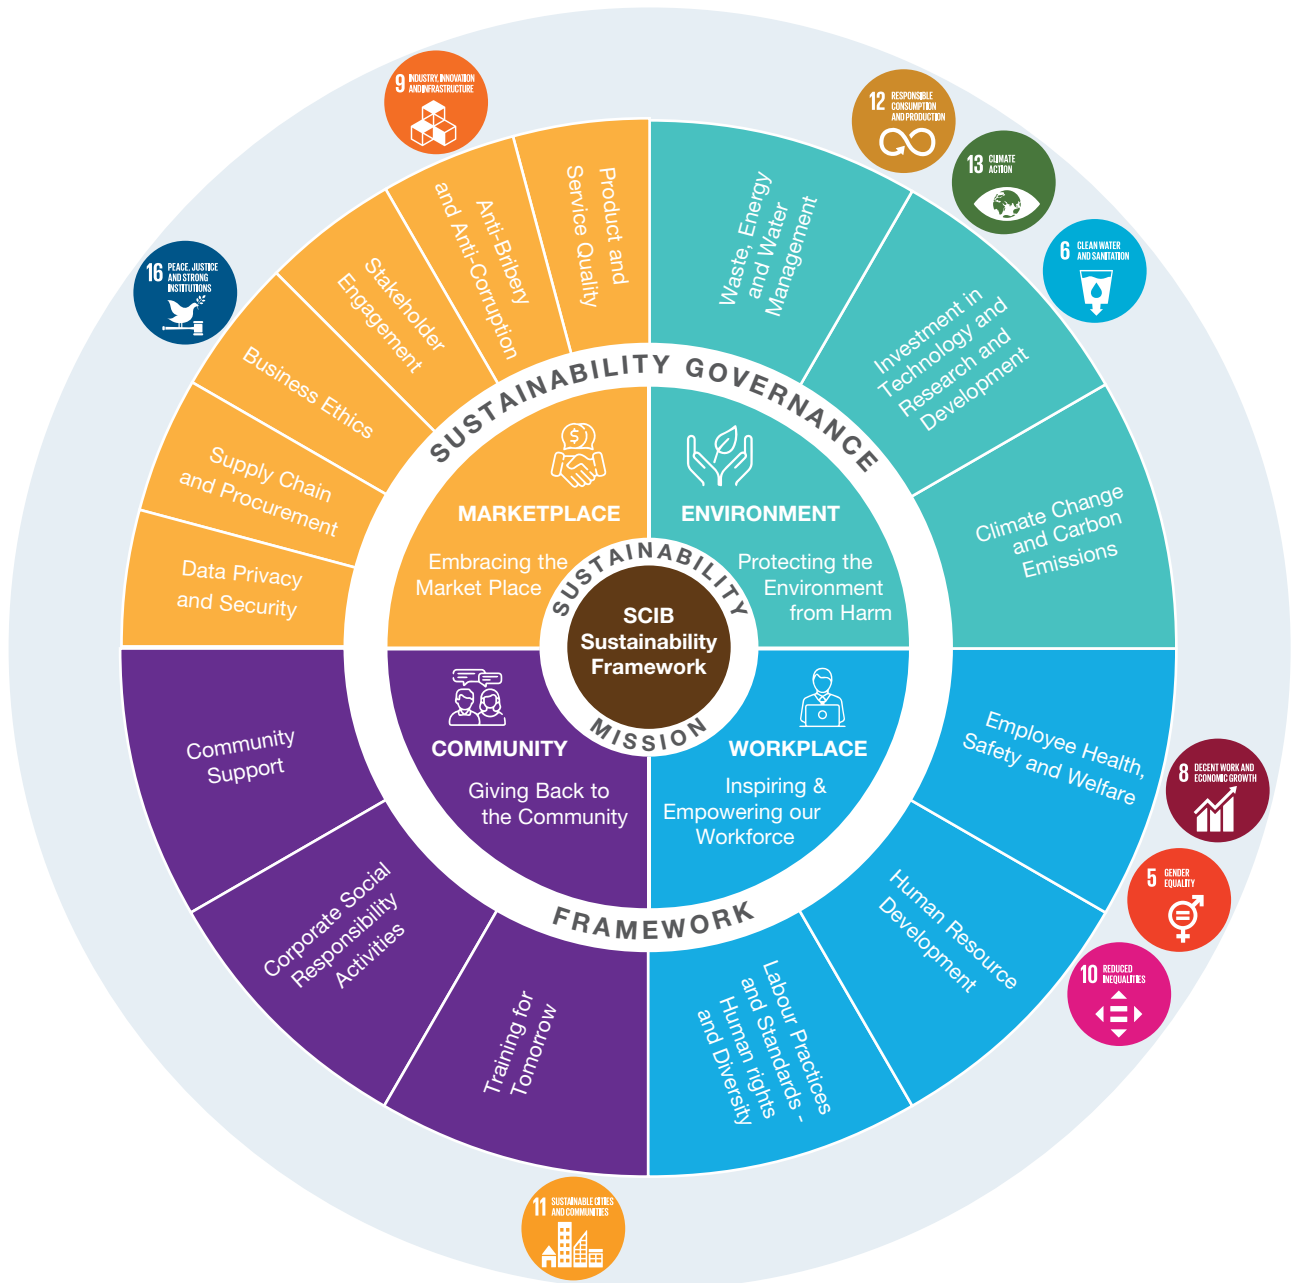 9 INDUSTRY, INNOVATION
AND INFRASTRUCTURE
12 RESPONSIBLE
CONSUMPTION
AND PRODUCTION
13 CLIMATE
ACTION
6 CLEAN WATER
AND SANITATION
16 PEACE, JUSTICE
AND STRONG
INSTITUTIONS
Product and
Service Quality
Anti-Bribery
and Anti-Corruption
Stakeholder
Engagement
Business Ethics
Supply Chain
and Procurement
Data Privacy
and Security
Waste, Energy
and Water
Management
Investment in
Technology and
Research and
Development
Climate Change
and Carbon
Emissions
SUSTAINABILITY GOVERNANCE
MARKETPLACE
Embracing the
Market Place
ENVIRONMENT
Protecting the
Environment
from Harm
SUSTAINABILITY
SCIB
Sustainability
Framework
MISSION
COMMUNITY
Giving Back to
the Community
WORKPLACE
Inspiring &
Empowering our
Workforce
FRAMEWORK
Community
Support
Corporate Social
Responsibility
Activities
Training for
Tomorrow
Employee Health,
Safety and Welfare
Human Resource
Development
Labour Practices
and Standards -
Human rights
and Diversity
8 DECENT WORK AND
ECONOMIC GROWTH
5 GENDER
EQUALITY
10 REDUCED
INEQUALITIES
11 SUSTAINABLE CITIES
AND COMMUNITIES